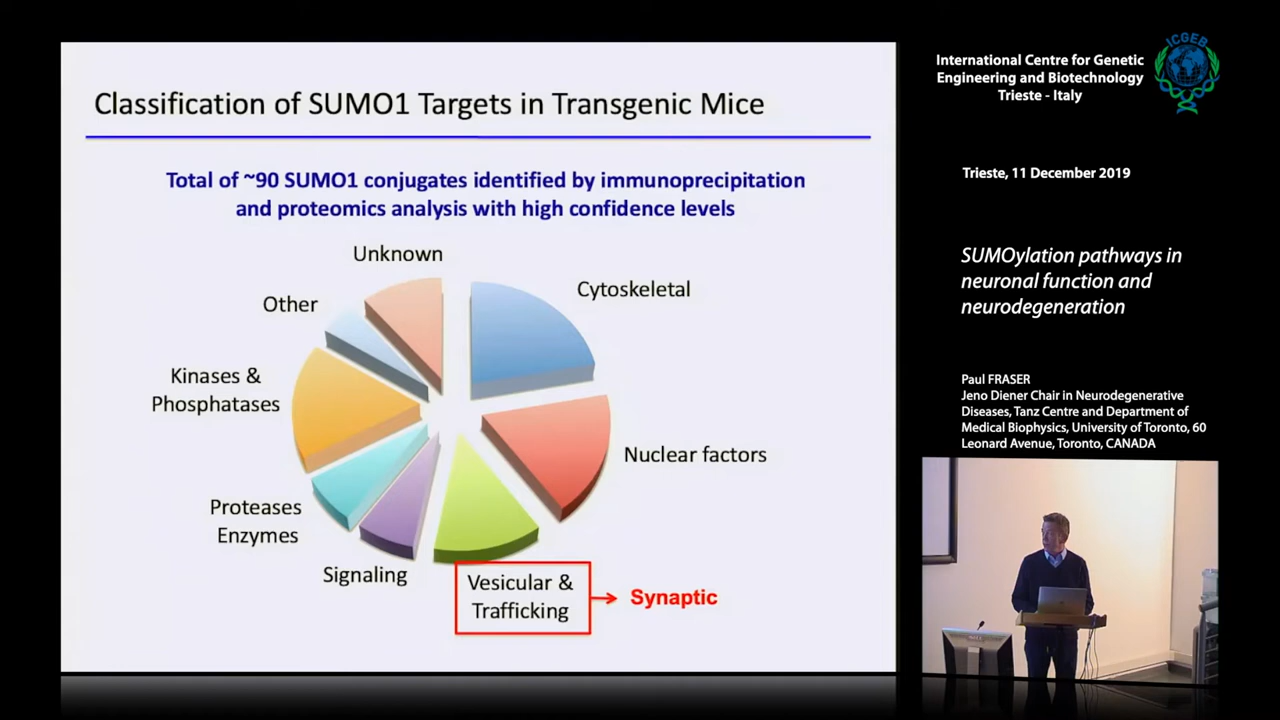 Classification of SUMO1 Targets in Transgenic Mice
Total of ~90 SUMO1 conjugates identified by immunoprecipitation
and proteomics analysis with high confidence levels
Unknown
Cytoskeletal
Other
Kinases &
Phosphatases
Nuclear factors
Proteases
Enzymes
Signaling
Vesicular &
Trafficking
Synaptic
International Centre for Genetic
Engineering and Biotechnology
Trieste - Italy
ICGEB
Trieste, 11 December 2019
SUMOylation pathways in
neuronal function and
neurodegeneration
Paul FRASER
Jeno Diener Chair in Neurodegenerative
Diseases, Tanz Centre and Department of
Medical Biophysics, University of Toronto, 60
Leonard Avenue, Toronto, CANADA